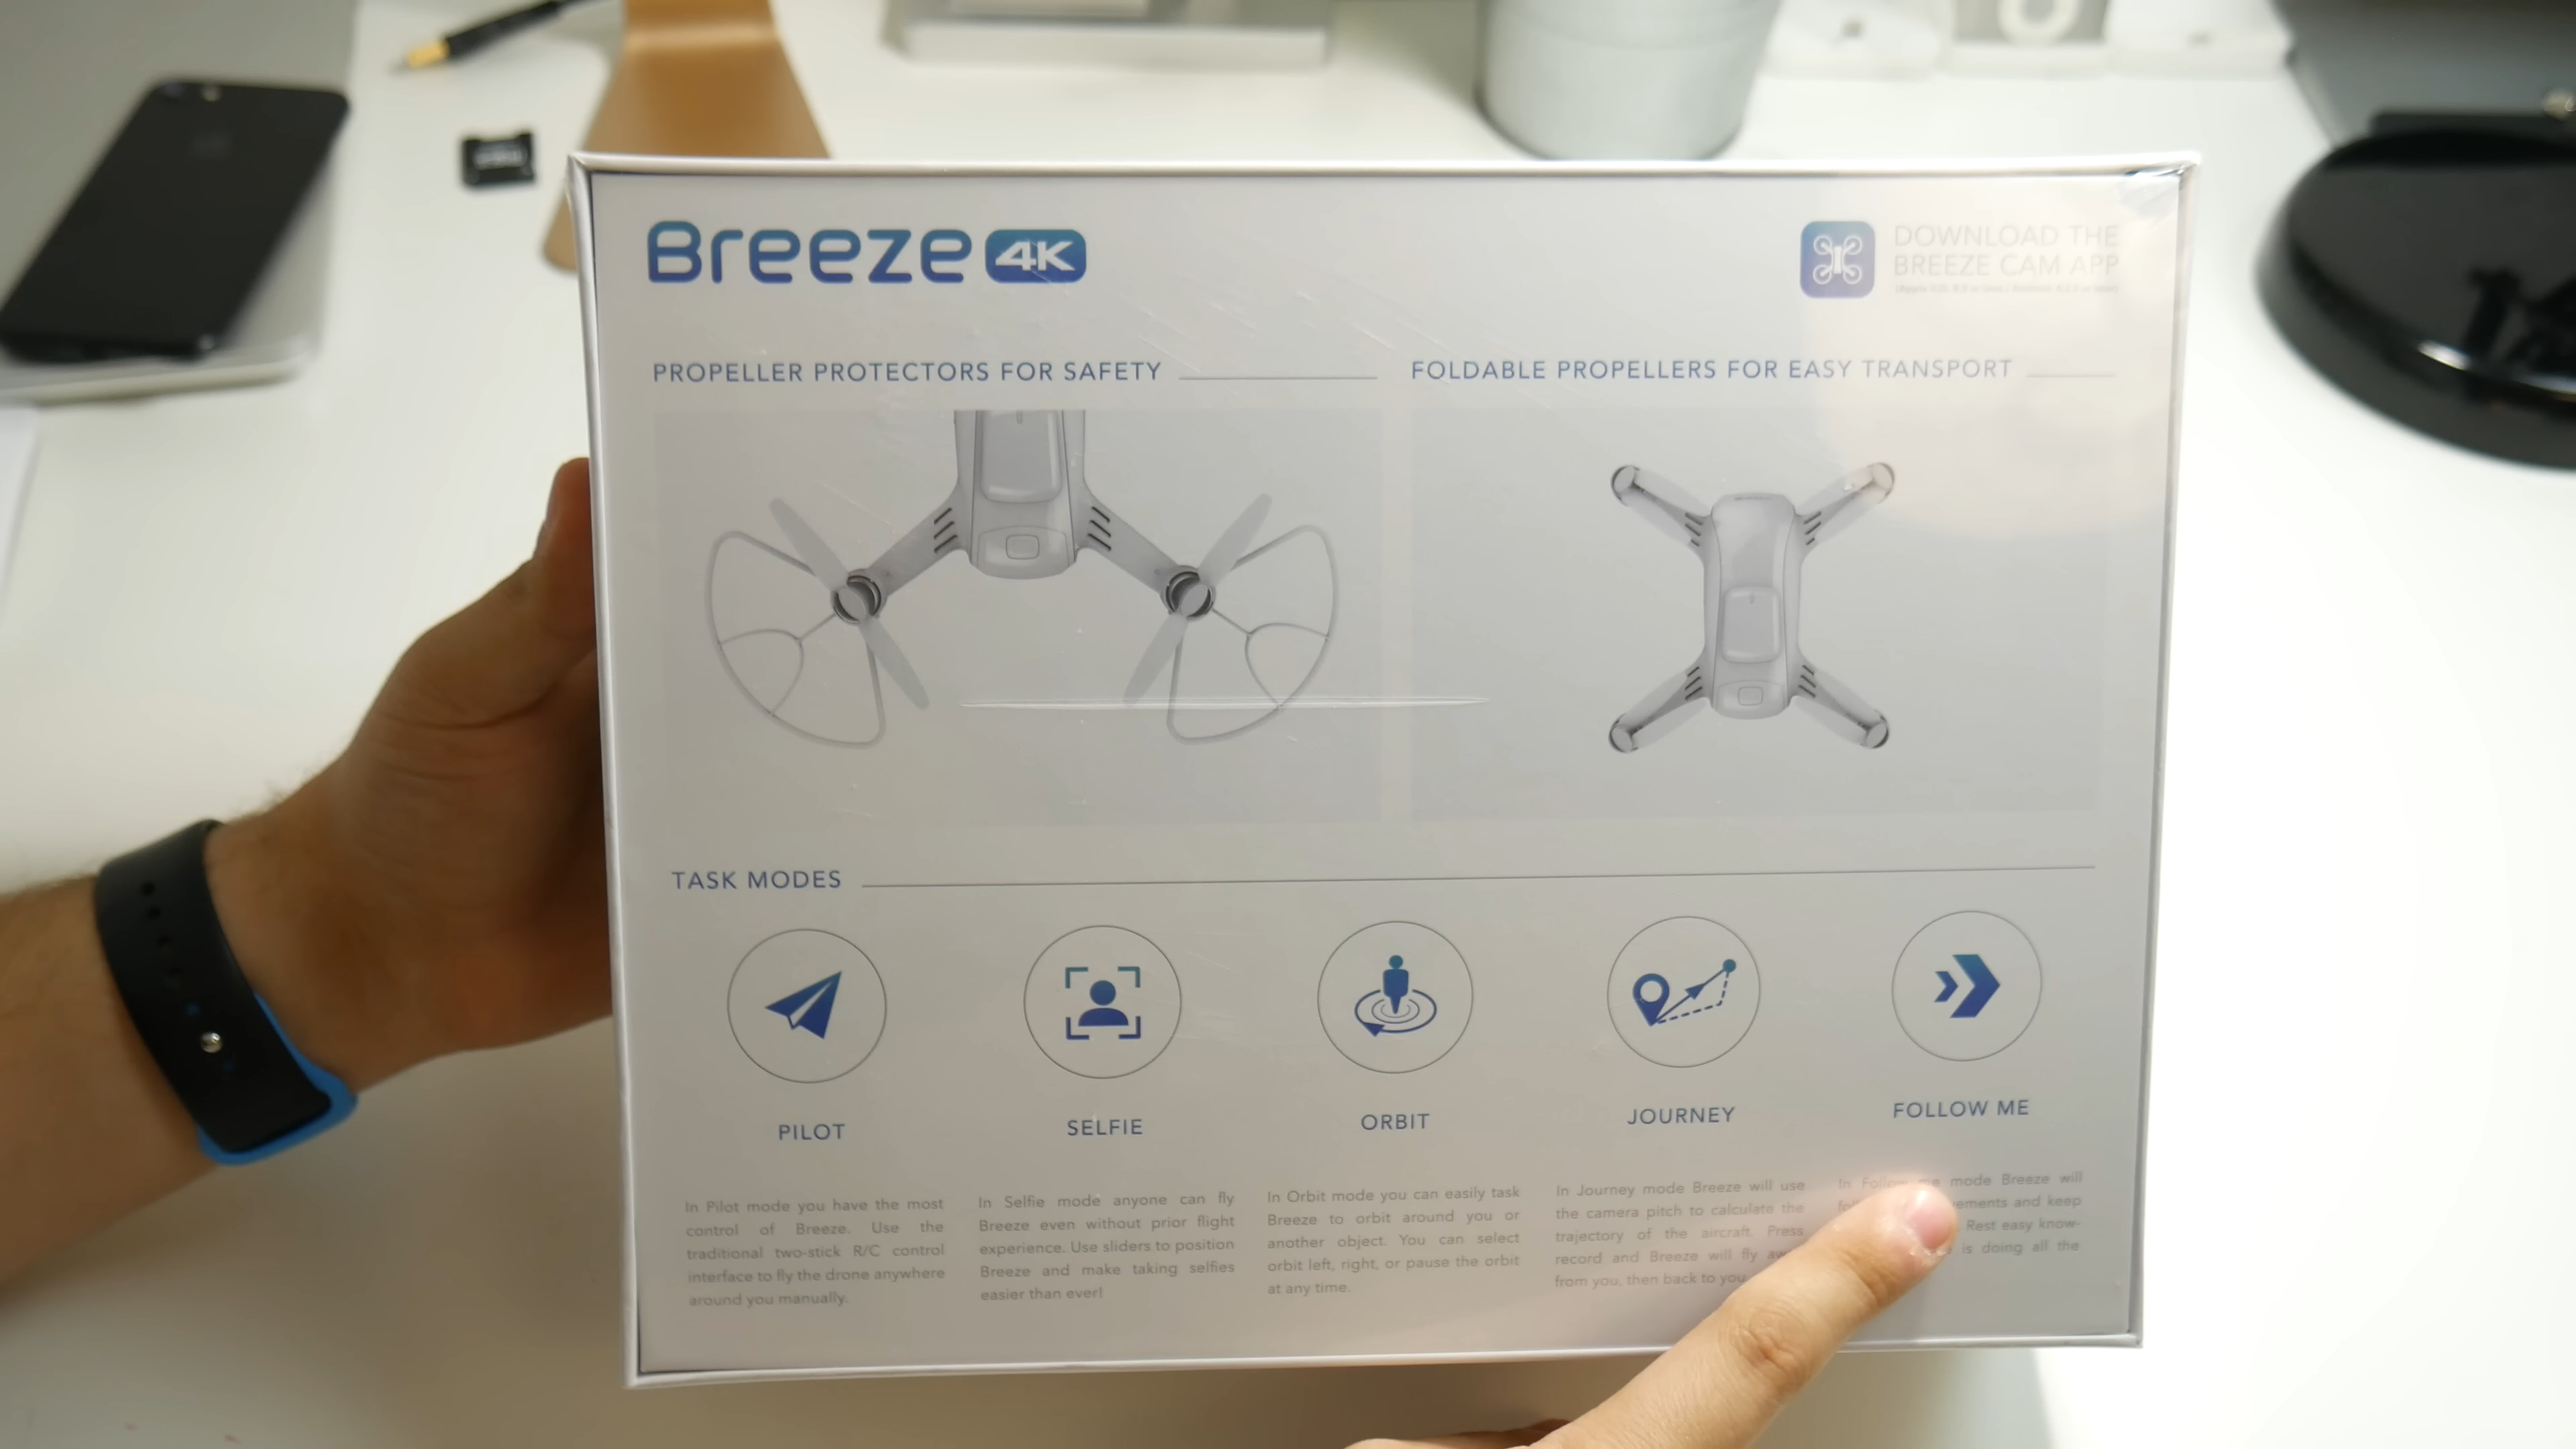 Breeze 4K
DOWNLOAD THE
BREEZE CAM APP
PROPELLER PROTECTORS FOR SAFETY
FOLDABLE PROPELLERS FOR EASY TRANSPORT
TASK MODES
PILOT
In Pilot mode you have the most
control of Breeze. Use the
traditional two-stick R/C control
interface to fly the drone anywhere
around you manually.
SELFIE
In Selfie mode anyone can fly
Breeze even without prior flight
experience. Use sliders to position
Breeze and make taking selfies
easier than ever!
ORBIT
In Orbit mode you can easily task
Breeze to orbit around you or
another object. You can select
orbit left, right, or pause the orbit
at any time.
JOURNEY
In Journey mode Breeze will use
the camera pitch to calculate the
trajectory of the aircraft. Press
record and Breeze will fly
from you, then back to you
FOLLOW ME
In Follow mode Breeze will
and keep
Rest easy know-
is doing all the